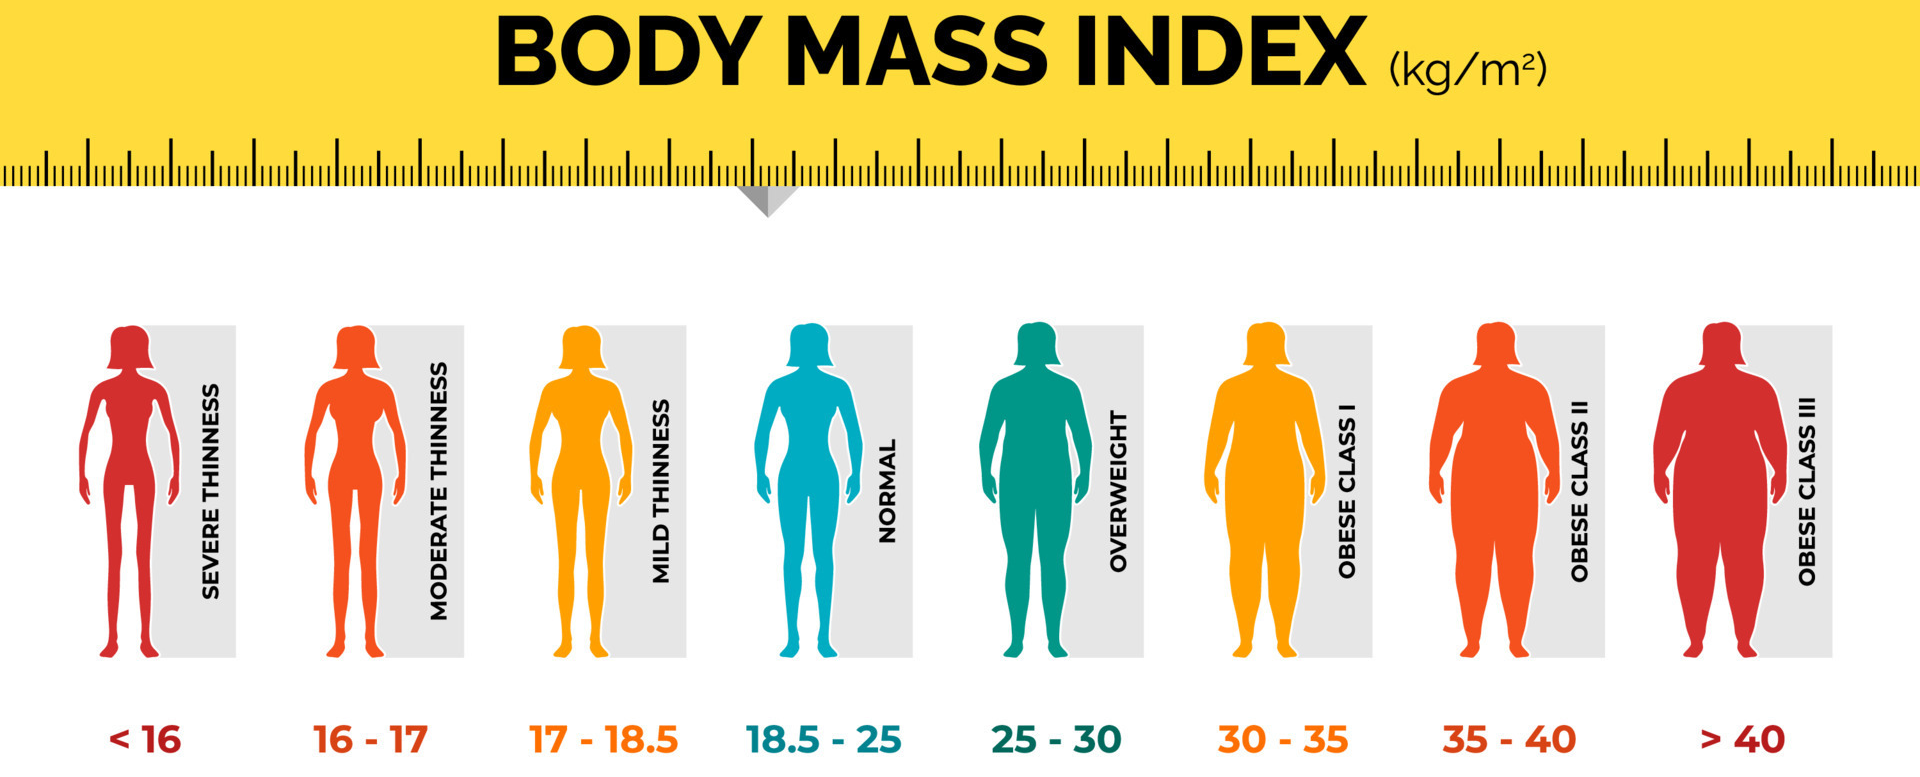 BODY MASS INDEX (kg/m²)
SEVERE THINNESS
MODERATE THINNESS
MILD THINNESS
NORMAL
OVERWEIGHT
OBESE CLASS I
OBESE CLASS II
OBESE CLASS III
< 16
16 - 17
17 - 18.5
18.5 - 25
25 - 30
30 - 35
35 - 40
> 40